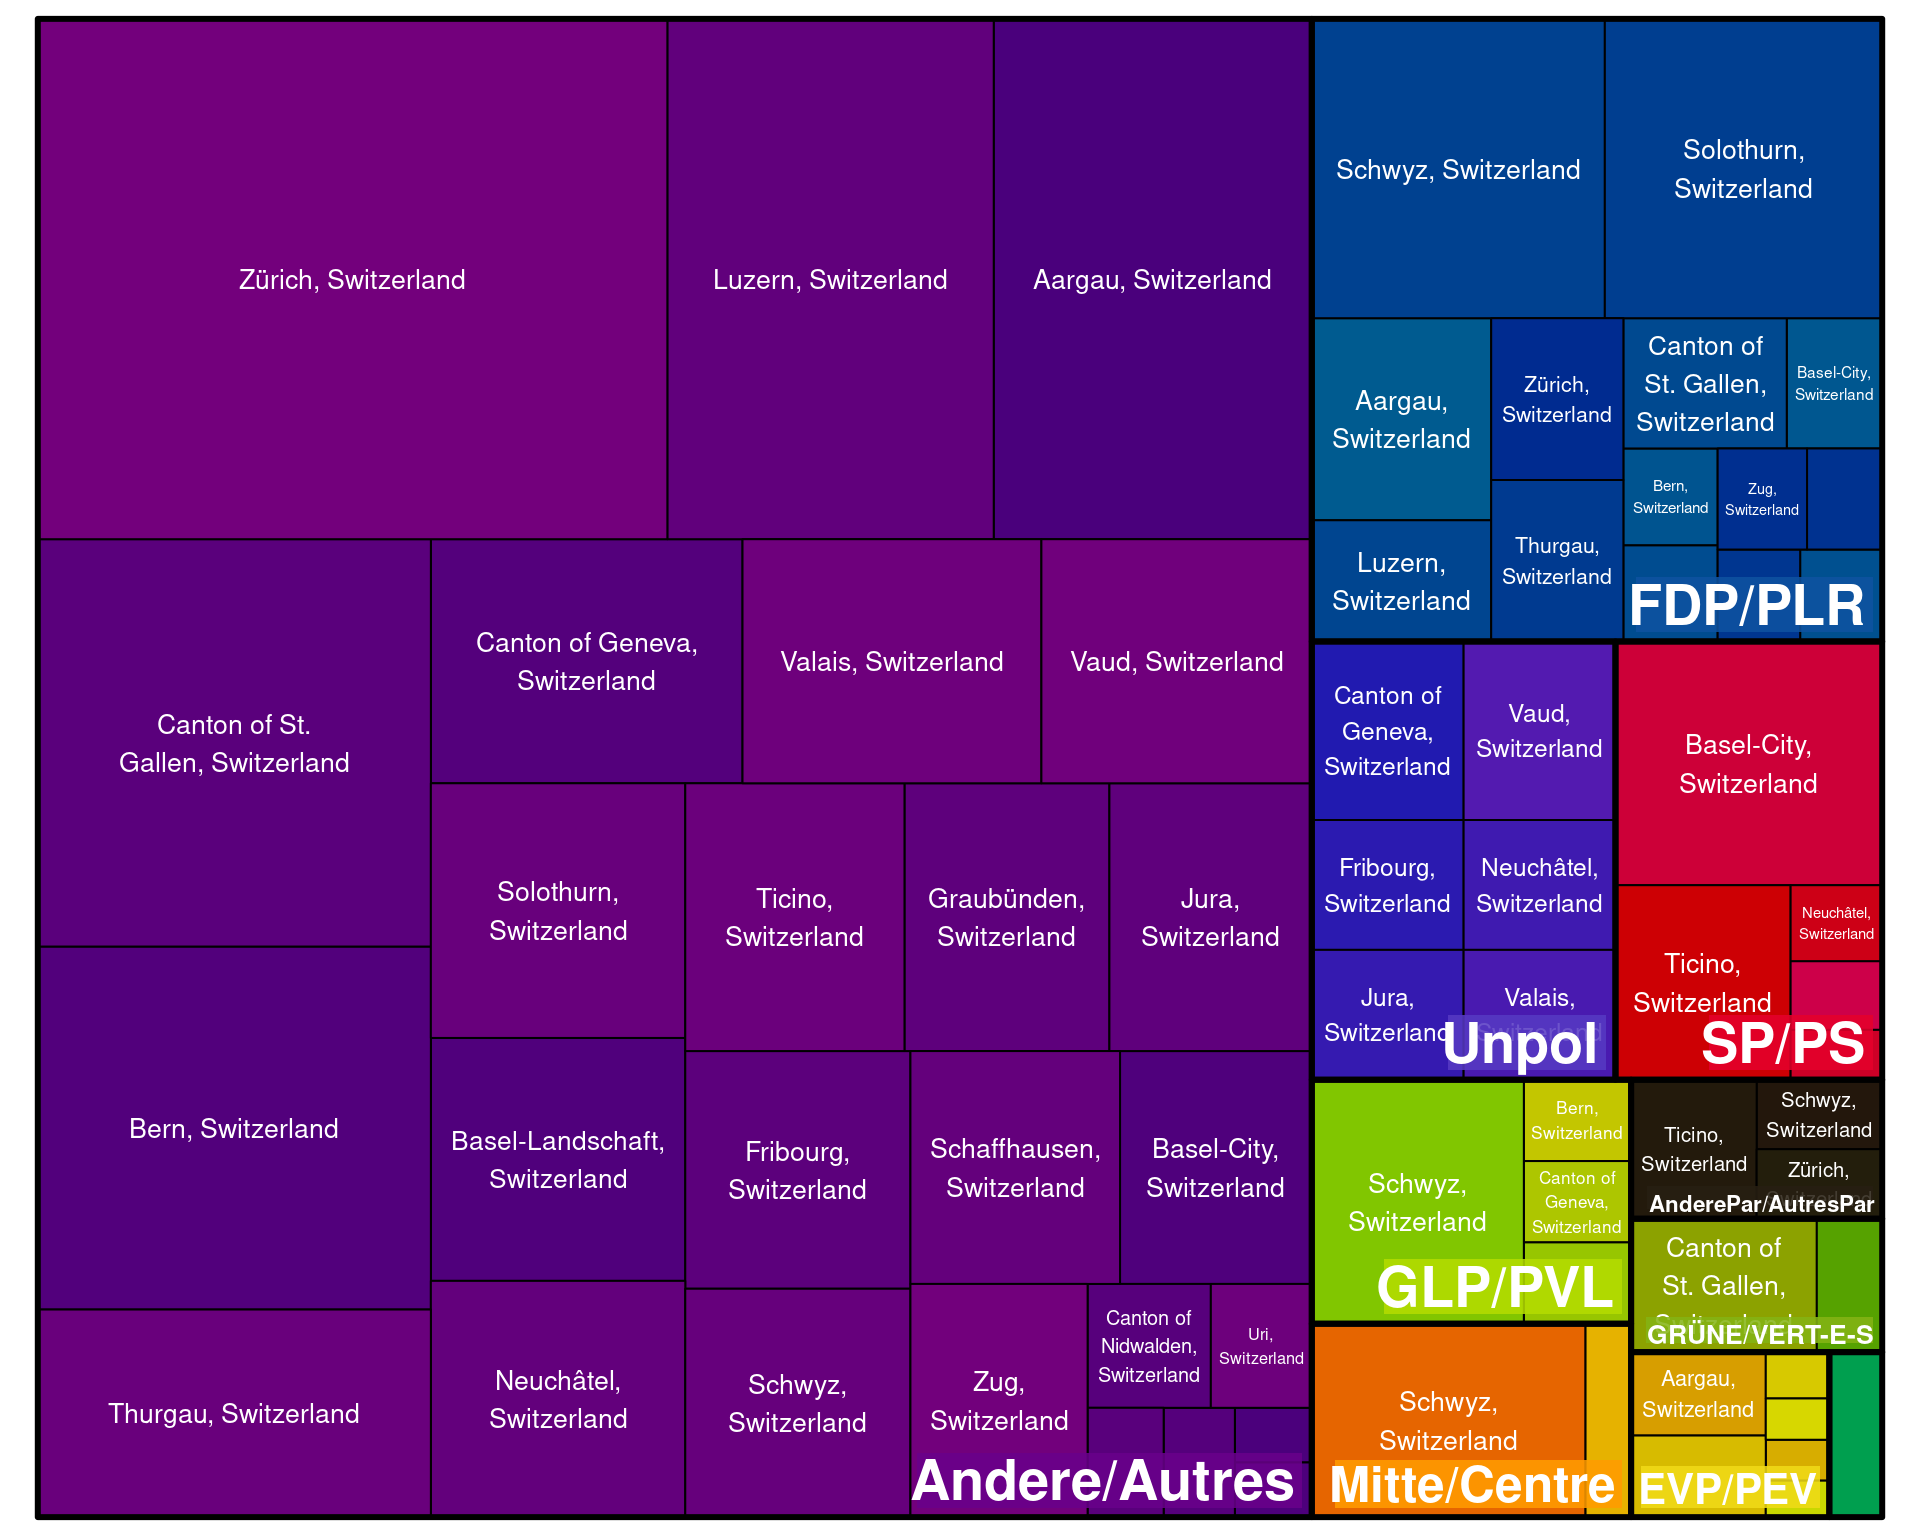 Zürich, Switzerland
Luzern, Switzerland
Aargau, Switzerland
Canton of St.
Gallen, Switzerland
Canton of Geneva,
Switzerland
Valais, Switzerland
Vaud, Switzerland
Solothurn,
Switzerland
Ticino,
Switzerland
Graubünden,
Switzerland
Jura,
Switzerland
Bern, Switzerland
Basel-Landschaft,
Switzerland
Fribourg,
Switzerland
Schaffhausen,
Switzerland
Basel-City,
Switzerland
Thurgau, Switzerland
Neuchâtel,
Switzerland
Schwyz,
Switzerland
Zug,
Switzerland
Canton of
Nidwalden,
Switzerland
Uri,
Switzerland
Andere/Autres
Schwyz, Switzerland
Solothurn,
Switzerland
Aargau,
Switzerland
Zürich,
Switzerland
Canton of
St. Gallen,
Switzerland
Basel-City,
Switzerland
Luzern,
Switzerland
Thurgau,
Switzerland
Bern,
Switzerland
Zug,
Switzerland
FDP/PLR
Canton of
Geneva,
Switzerland
Vaud,
Switzerland
Fribourg,
Switzerland
Neuchâtel,
Switzerland
Jura,
Switzerland
Valais,
Switzerland
Unpol
Basel-City,
Switzerland
Ticino,
Switzerland
Neuchâtel,
Switzerland
SP/PS
Schwyz,
Switzerland
Bern,
Switzerland
Canton of
Geneva,
Switzerland
GLP/PVL
Ticino,
Switzerland
Schwyz,
Switzerland
Zürich,
Switzerland
AnderePar/AutresPar
Canton of
St. Gallen,
Switzerland
GRÜNE/VERT-E-S
Schwyz,
Switzerland
Mitte/Centre
Aargau,
Switzerland
EVP/PEV